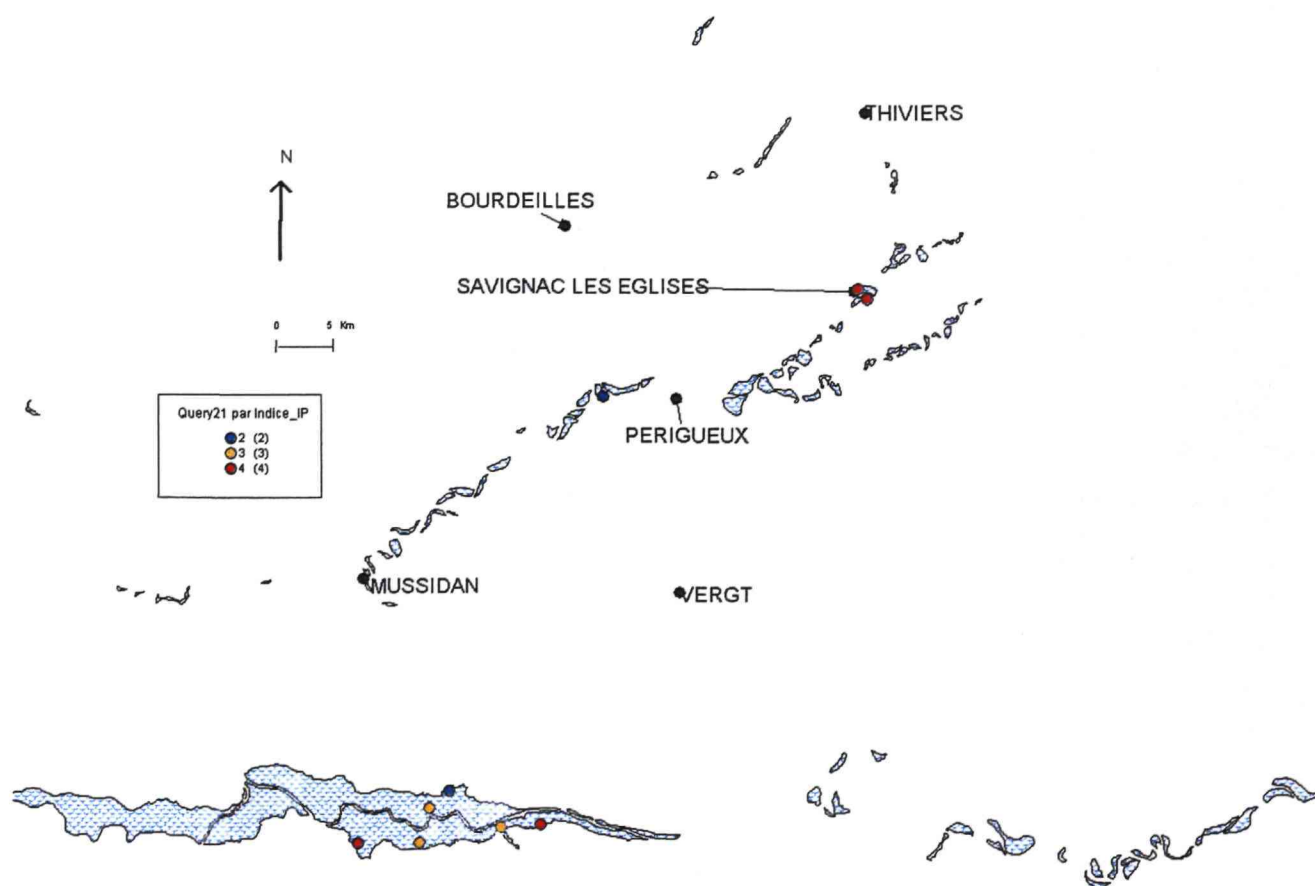 THIVIERS
N
BOURDEILLES
SAVIGNAC LES EGLISES
0 5 Km
Query21 par Indice_IP
2 (2)
3 (3)
4 (4)
PERIGUEUX
MUSSIDAN
VERGT